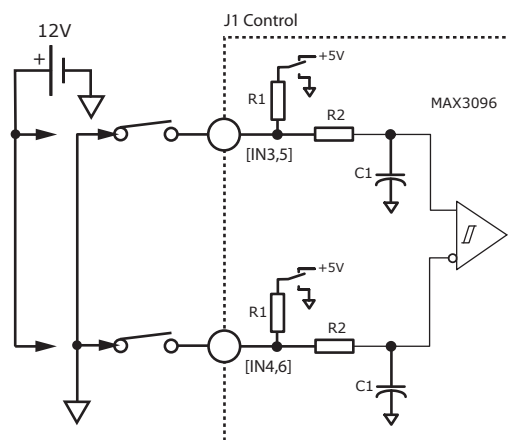 J1 Control
12V
+
+5V
R1
MAX3096
R2
[IN3,5]
C1
+5V
R1
R2
[IN4,6]
C1